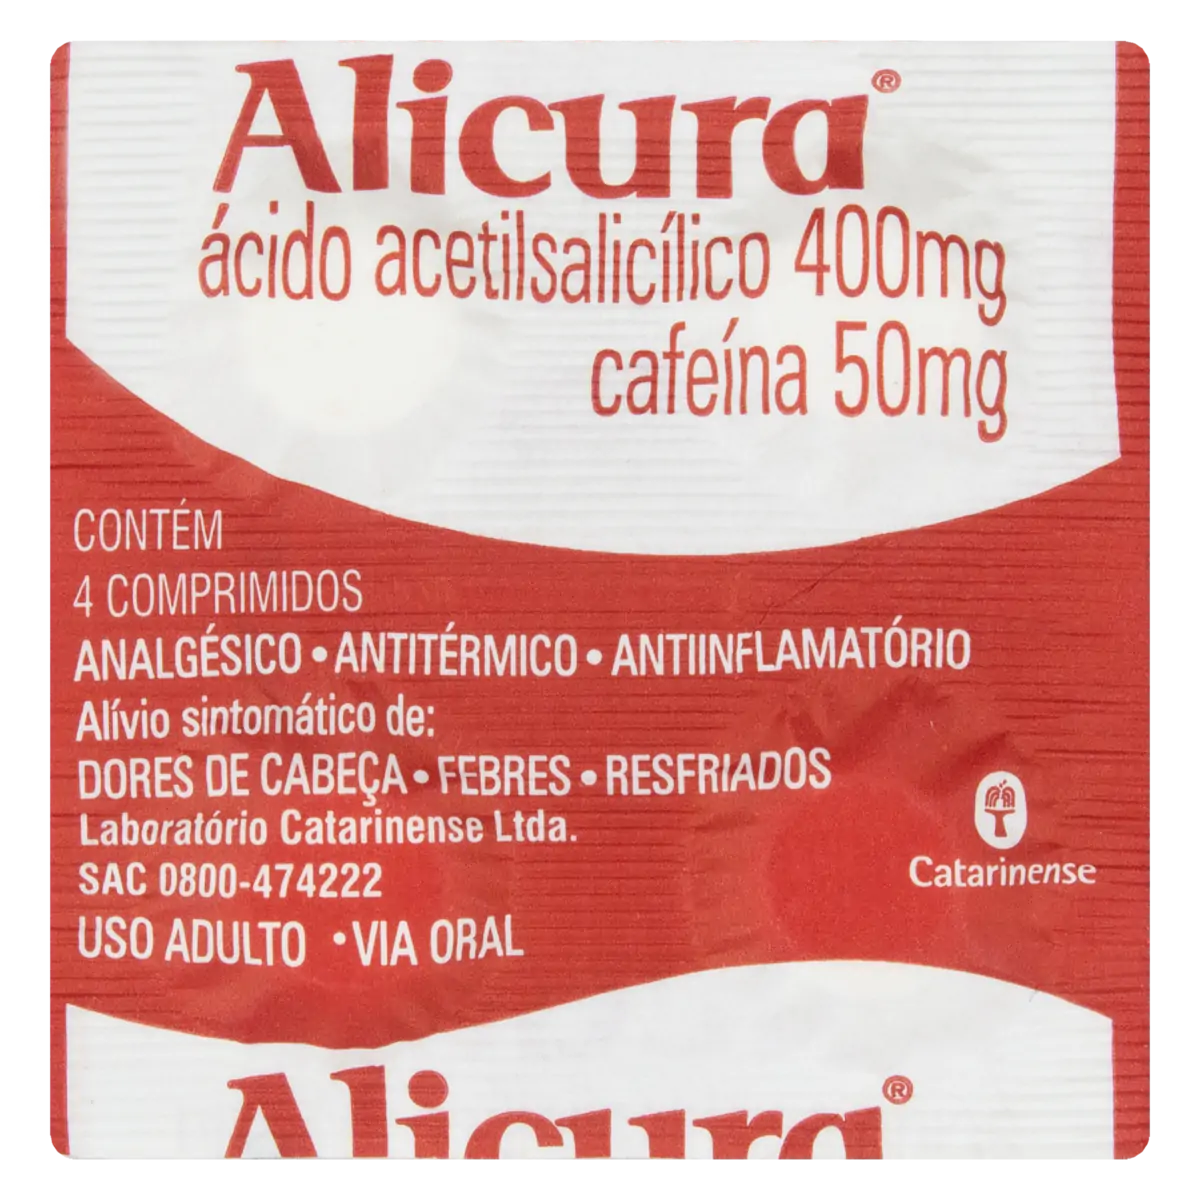 Alicura®
ácido acetilsalicílico 400mg
cafeína 50mg
CONTÉM
4 COMPRIMIDOS
ANALGÉSICO • ANTITÉRMICO • ANTIINFLAMATÓRIO
Alívio sintomático de:
DORES DE CABEÇA • FEBRES • RESFRIADOS
Laboratório Catarinense Ltda.
SAC 0800-474222
USO ADULTO • VIA ORAL
Catarinense
Alicura®